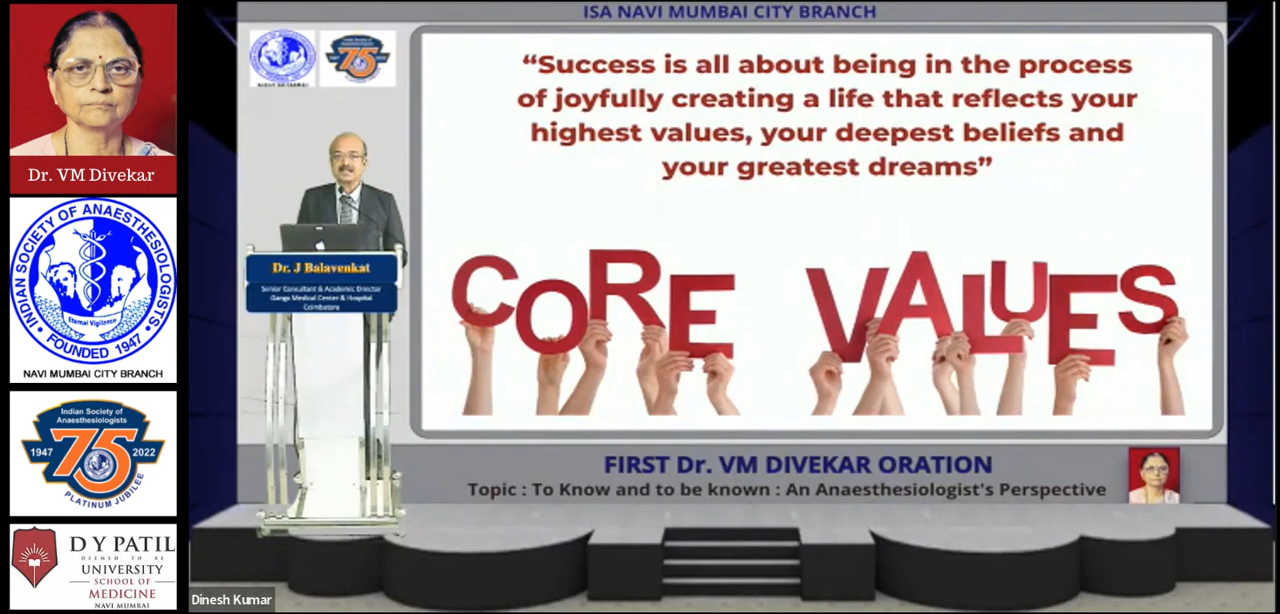 Dr. VM Divekar
INDIAN SOCIETY OF ANAESTHESIOLOGISTS
Eternal Vigilance
FOUNDED 1947
NAVI MUMBAI CITY BRANCH
Indian Society of
Anaesthesiologists
1947 75 2022
PLATINUM JUBILEE
D Y PATIL
DEEMED TO BE
UNIVERSITY
SCHOOL OF
MEDICINE
NAVI MUMBAI
ISA NAVI MUMBAI CITY BRANCH
75
“Success is all about being in the process
of joyfully creating a life that reflects your
highest values, your deepest beliefs and
your greatest dreams”
CORE VALUES
Dr. J Balavenkat
Senior Consultant & Academic Director
Ganga Medical Center & Hospital
Coimbatore
FIRST Dr. VM DIVEKAR ORATION
Topic : To Know and to be known : An Anaesthesiologist's Perspective
Dinesh Kumar